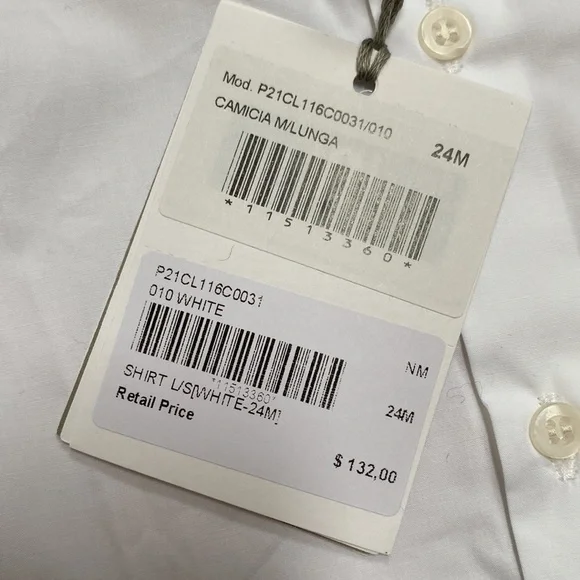 Mod. P21CL116C0031/010
CAMICIA M/LUNGA
24M
*11513360*
P21CL116C0031
010 WHITE
NM
*11513360*
SHIRT L/S[WHITE-24M]
24M
Retail Price
$ 132,00